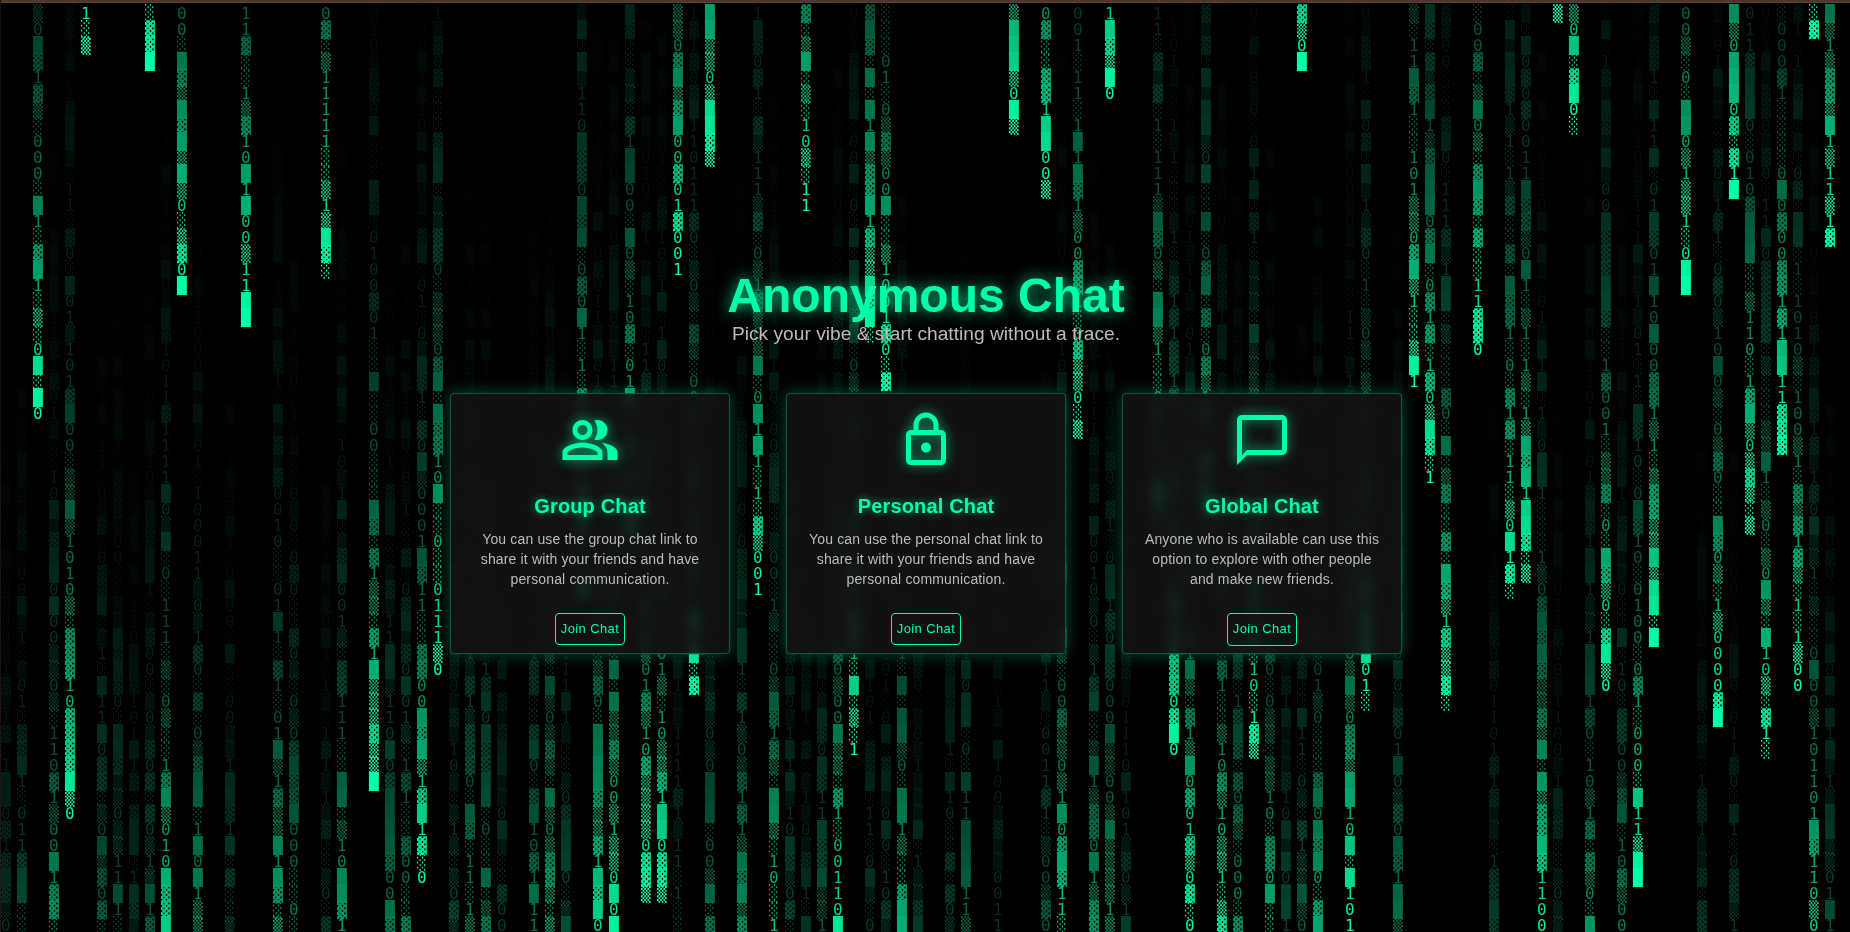 Anonymous Chat
Pick your vibe & start chatting without a trace.
Group Chat
You can use the group chat link to
share it with your friends and have
personal communication.
Join Chat
Personal Chat
You can use the personal chat link to
share it with your friends and have
personal communication.
Join Chat
Global Chat
Anyone who is available can use this
option to explore with other people
and make new friends.
Join Chat